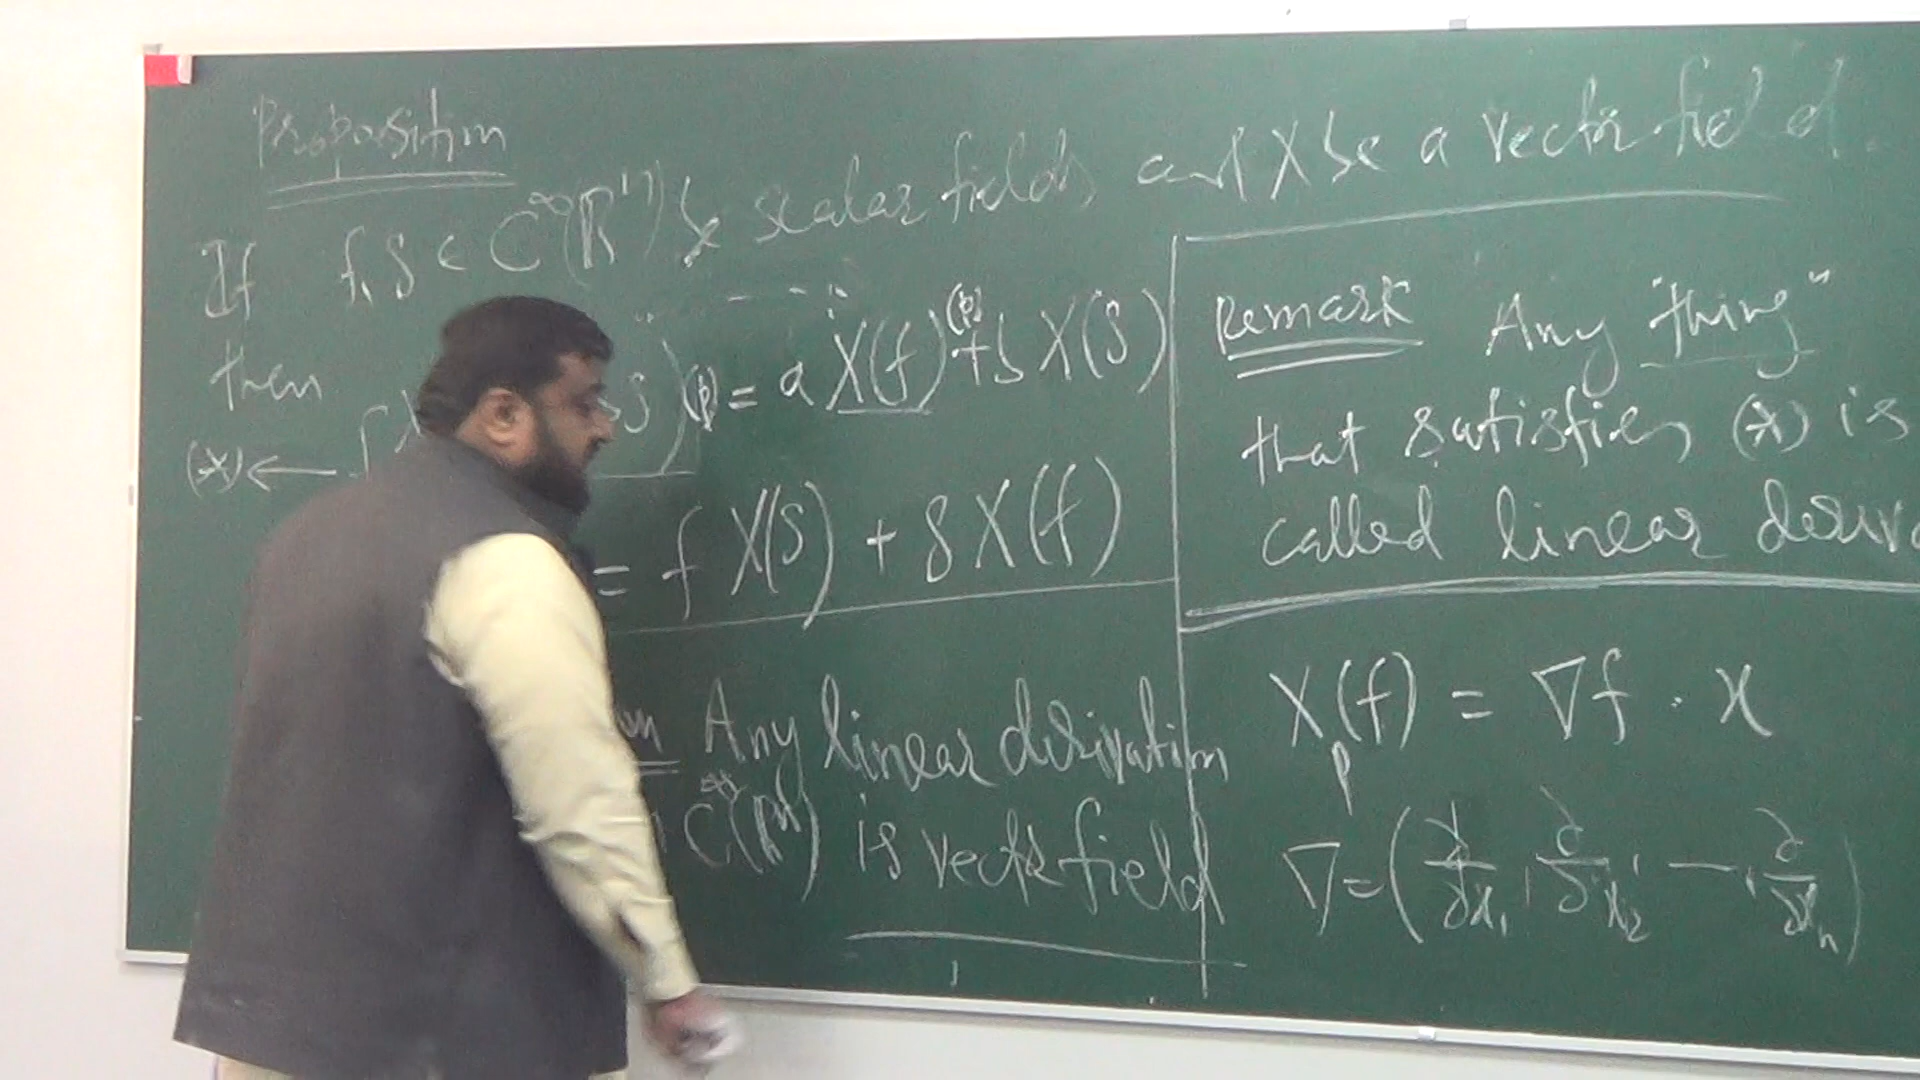 Proposition
If f, g ∈ C^∞(R^n) be scalar fields and X be a vector field.
then g)(p) = a X(f)(p) + b X(g)
(*) ←
= f X(g) + g X(f)
Any linear derivation
C^∞(R^n) is vector field
Remark Any "thing"
that satisfies (*) is
called linear deriva
X_p(f) = ∇f · x
∇ = (∂/∂x_1, ∂/∂x_2, —, ∂/∂x_n)